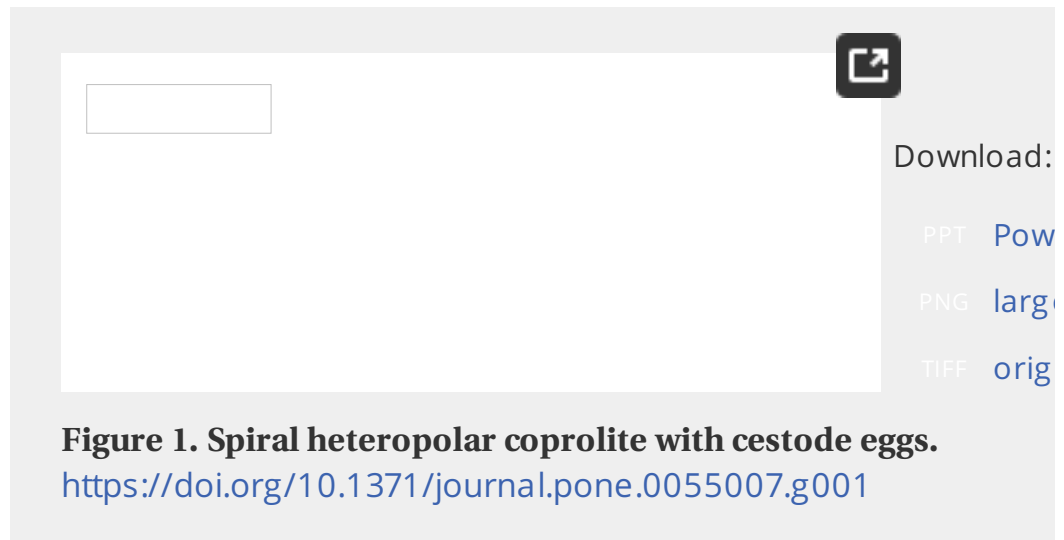 Download:
PPT Pow
PNG larg
TIFF orig
Figure 1. Spiral heteropolar coprolite with cestode eggs.
https://doi.org/10.1371/journal.pone.0055007.g001